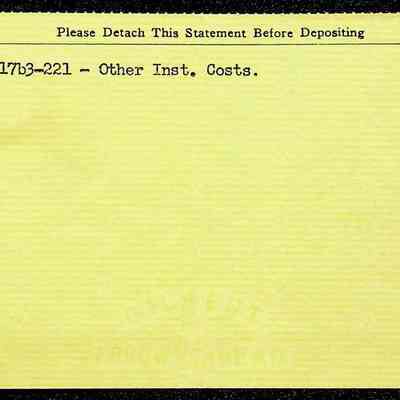 Please Detach This Statement Before Depositing
17b3-221 - Other Inst. Costs.